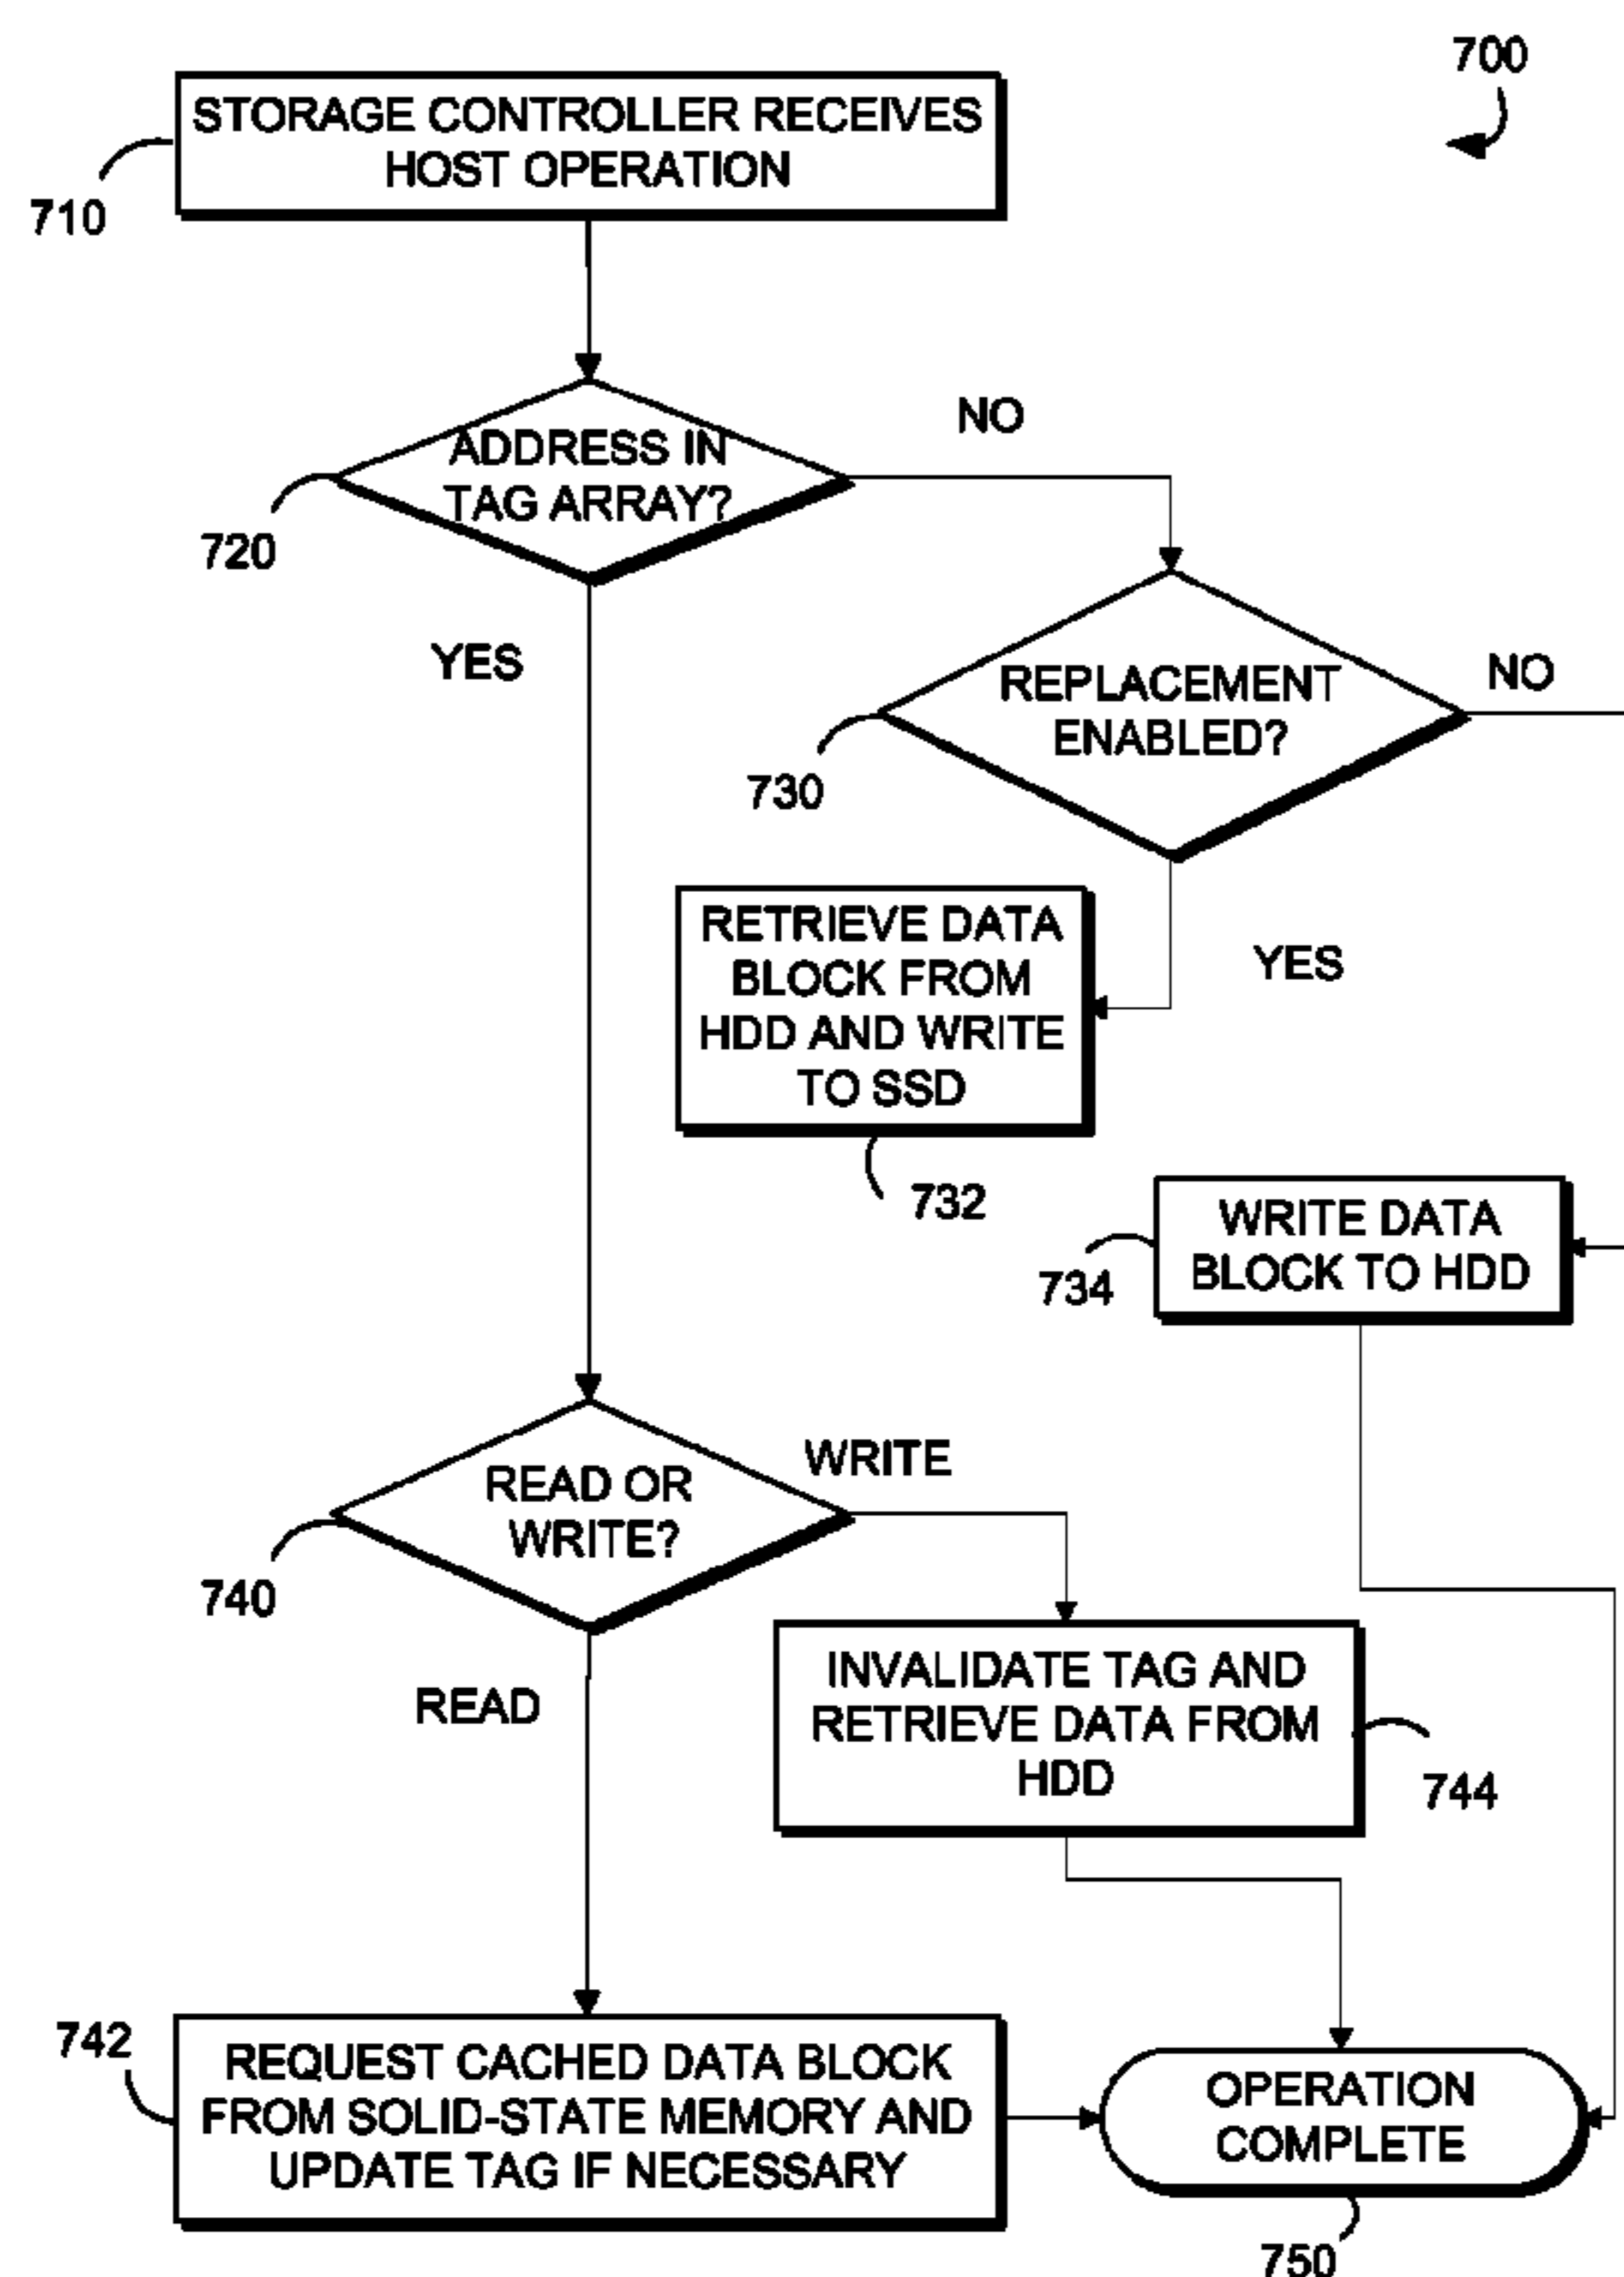 700
STORAGE CONTROLLER RECEIVES
HOST OPERATION
710
ADDRESS IN
TAG ARRAY?
NO
720
YES
REPLACEMENT
ENABLED?
NO
730
RETRIEVE DATA
BLOCK FROM
HDD AND WRITE
TO SSD
YES
732
WRITE DATA
BLOCK TO HDD
734
READ OR
WRITE?
WRITE
740
READ
INVALIDATE TAG AND
RETRIEVE DATA FROM
HDD
744
742
REQUEST CACHED DATA BLOCK
FROM SOLID-STATE MEMORY AND
UPDATE TAG IF NECESSARY
OPERATION
COMPLETE
750